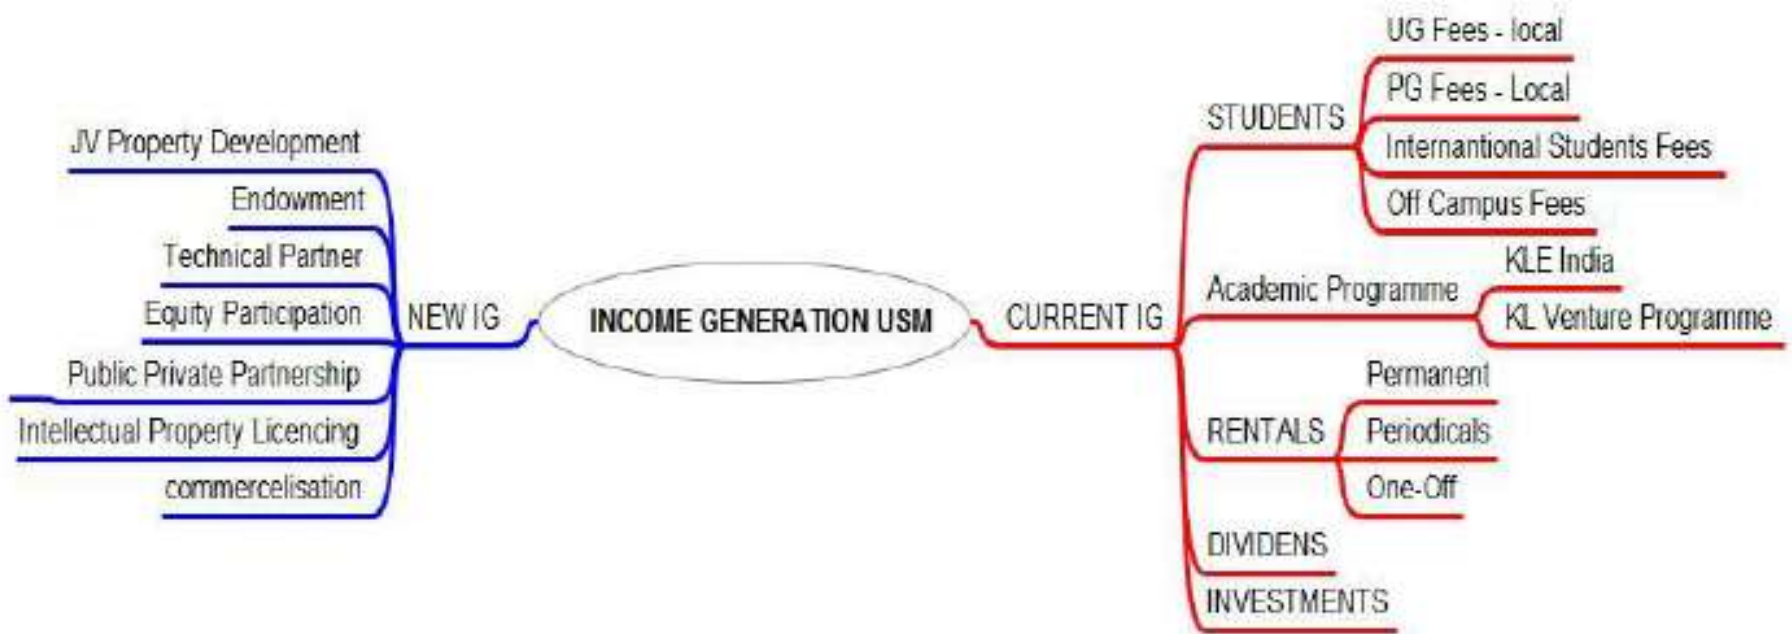 JV Property Development
Endowment
Technical Partner
Equity Participation
Public Private Partnership
Intellectual Property Licencing
commercelisation
NEW IG
INCOME GENERATION USM
CURRENT IG
STUDENTS
UG Fees - local
PG Fees - Local
Internantional Students Fees
Off Campus Fees
Academic Programme
KLE India
KL Venture Programme
RENTALS
Permanent
Periodicals
One-Off
DIVIDENS
INVESTMENTS